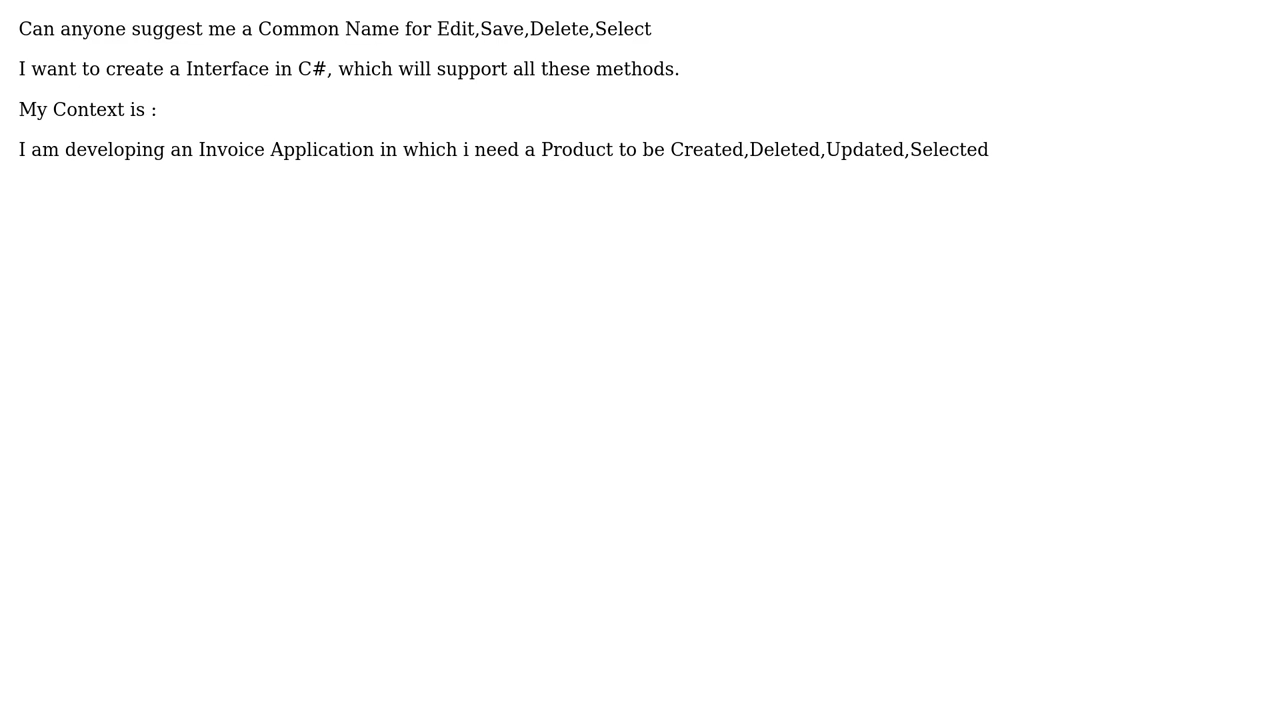 Can anyone suggest me a Common Name for Edit,Save,Delete,Select
I want to create a Interface in C#, which will support all these methods.
My Context is :
I am developing an Invoice Application in which i need a Product to be Created,Deleted,Updated,Selected